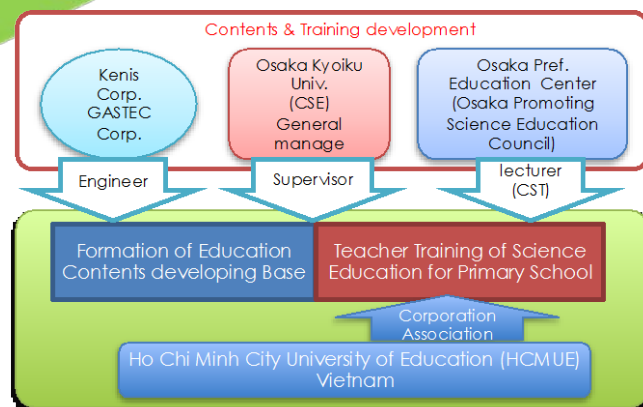 Contents & Training development
Kenis
Corp.
GASTEC
Corp.
Osaka Kyoiku
Univ.
(CSE)
General
manage
Osaka Pref.
Education Center
(Osaka Promoting
Science Education
Council)
Engineer
Supervisor
lecturer
(CST)
Formation of Education
Contents developing Base
Teacher Training of Science
Education for Primary School
Corporation
Association
Ho Chi Minh City University of Education (HCMUE)
Vietnam